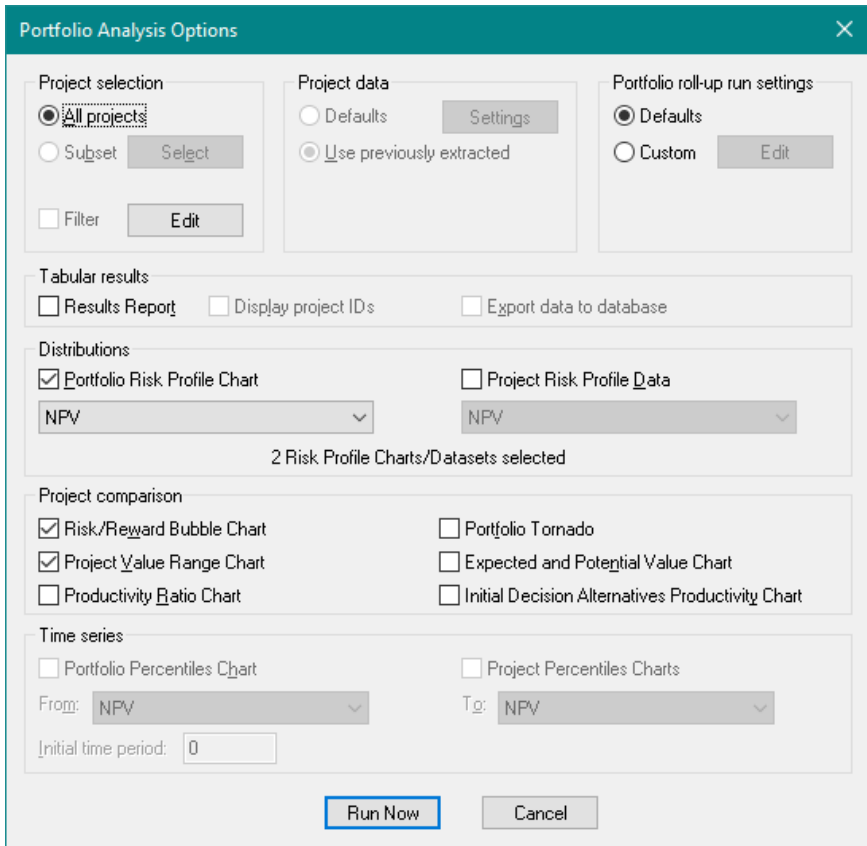 Portfolio Analysis Options
Project selection
All projects
Subset Select
Filter Edit
Project data
Defaults Settings
Use previously extracted
Portfolio roll-up run settings
Defaults
Custom Edit
Tabular results
Results Report Display project IDs Export data to database
Distributions
Portfolio Risk Profile Chart Project Risk Profile Data
NPV NPV
2 Risk Profile Charts/Datasets selected
Project comparison
Risk/Reward Bubble Chart Portfolio Tornado
Project Value Range Chart Expected and Potential Value Chart
Productivity Ratio Chart Initial Decision Alternatives Productivity Chart
Time series
Portfolio Percentiles Chart Project Percentiles Charts
From: NPV To: NPV
Initial time period: 0
Run Now Cancel